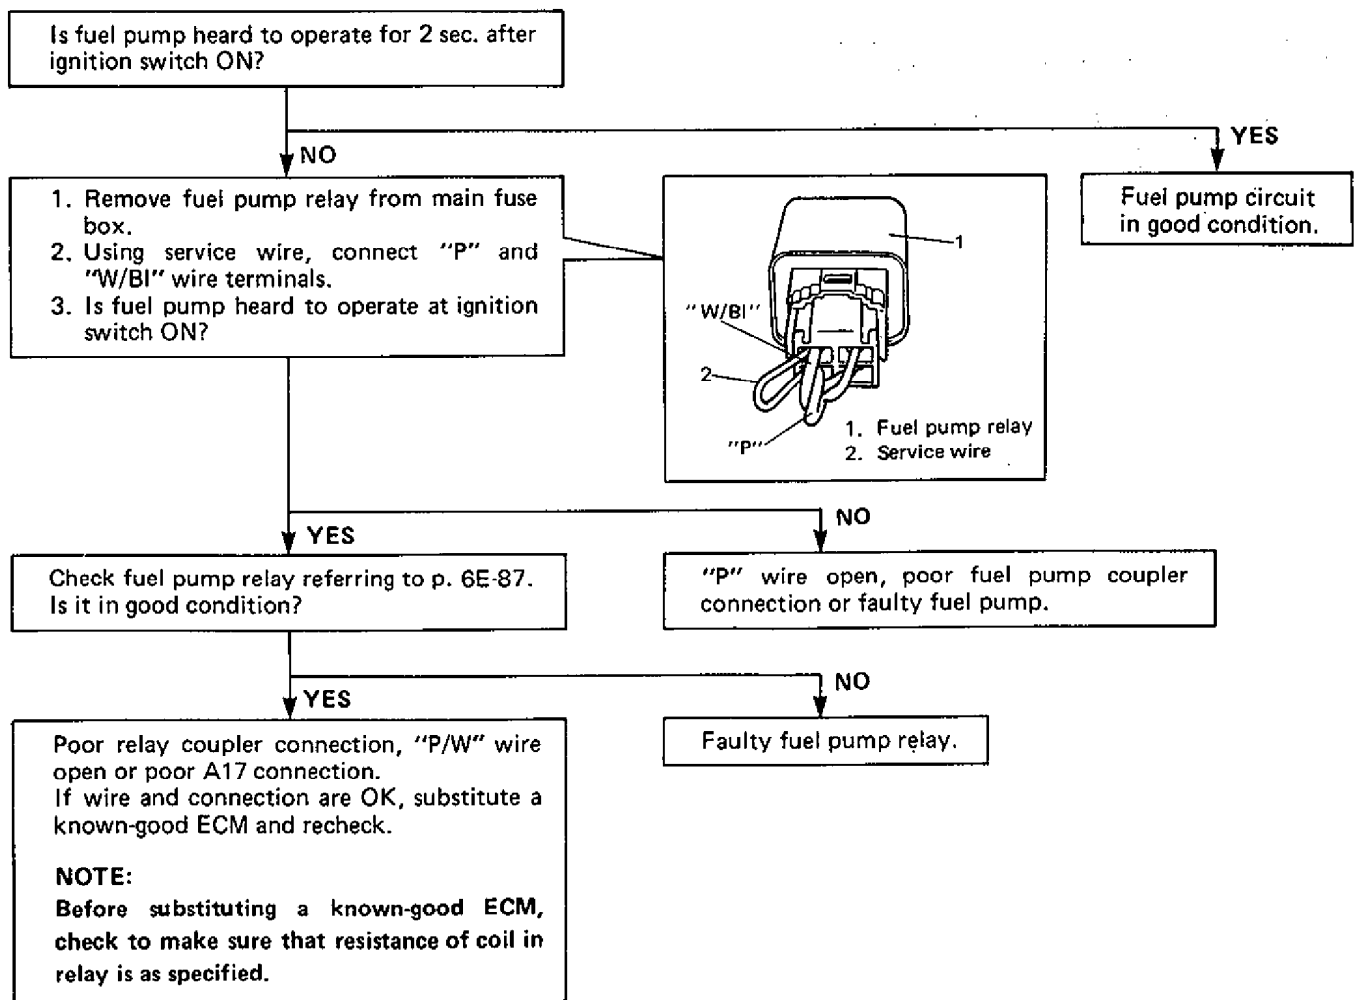 Is fuel pump heard to operate for 2 sec. after
ignition switch ON?
YES
NO
Fuel pump circuit
in good condition.
1. Remove fuel pump relay from main fuse
box.
2. Using service wire, connect "P" and
"W/Bl" wire terminals.
3. Is fuel pump heard to operate at ignition
switch ON?
1
"W/Bl"
2
"P"
1. Fuel pump relay
2. Service wire
YES
NO
Check fuel pump relay referring to p. 6E-87.
Is it in good condition?
"P" wire open, poor fuel pump coupler
connection or faulty fuel pump.
YES
NO
Poor relay coupler connection, "P/W" wire
open or poor A17 connection.
If wire and connection are OK, substitute a
known-good ECM and recheck.
NOTE:
Before substituting a known-good ECM,
check to make sure that resistance of coil in
relay is as specified.
Faulty fuel pump relay.